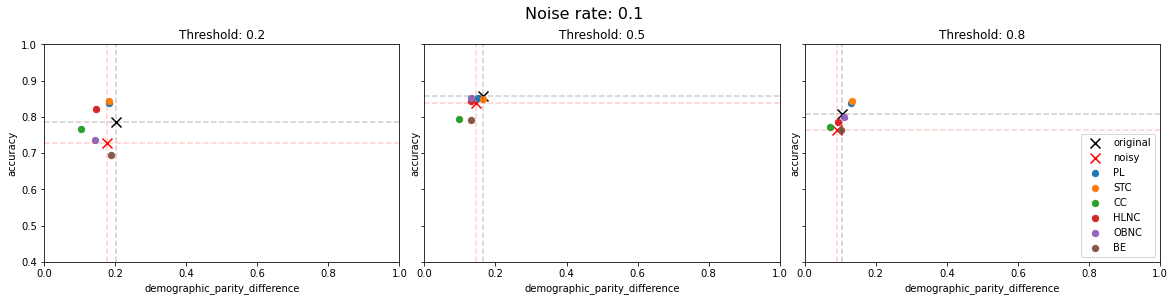 Noise rate: 0.1
Threshold: 0.2
1.0
0.9
0.8
0.7
0.6
0.5
0.4
accuracy
0.0 0.2 0.4 0.6 0.8 1.0
demographic_parity_difference
Threshold: 0.5
accuracy
0.0 0.2 0.4 0.6 0.8 1.0
demographic_parity_difference
Threshold: 0.8
accuracy
original
noisy
PL
STC
CC
HLNC
OBNC
BE
0.0 0.2 0.4 0.6 0.8 1.0
demographic_parity_difference